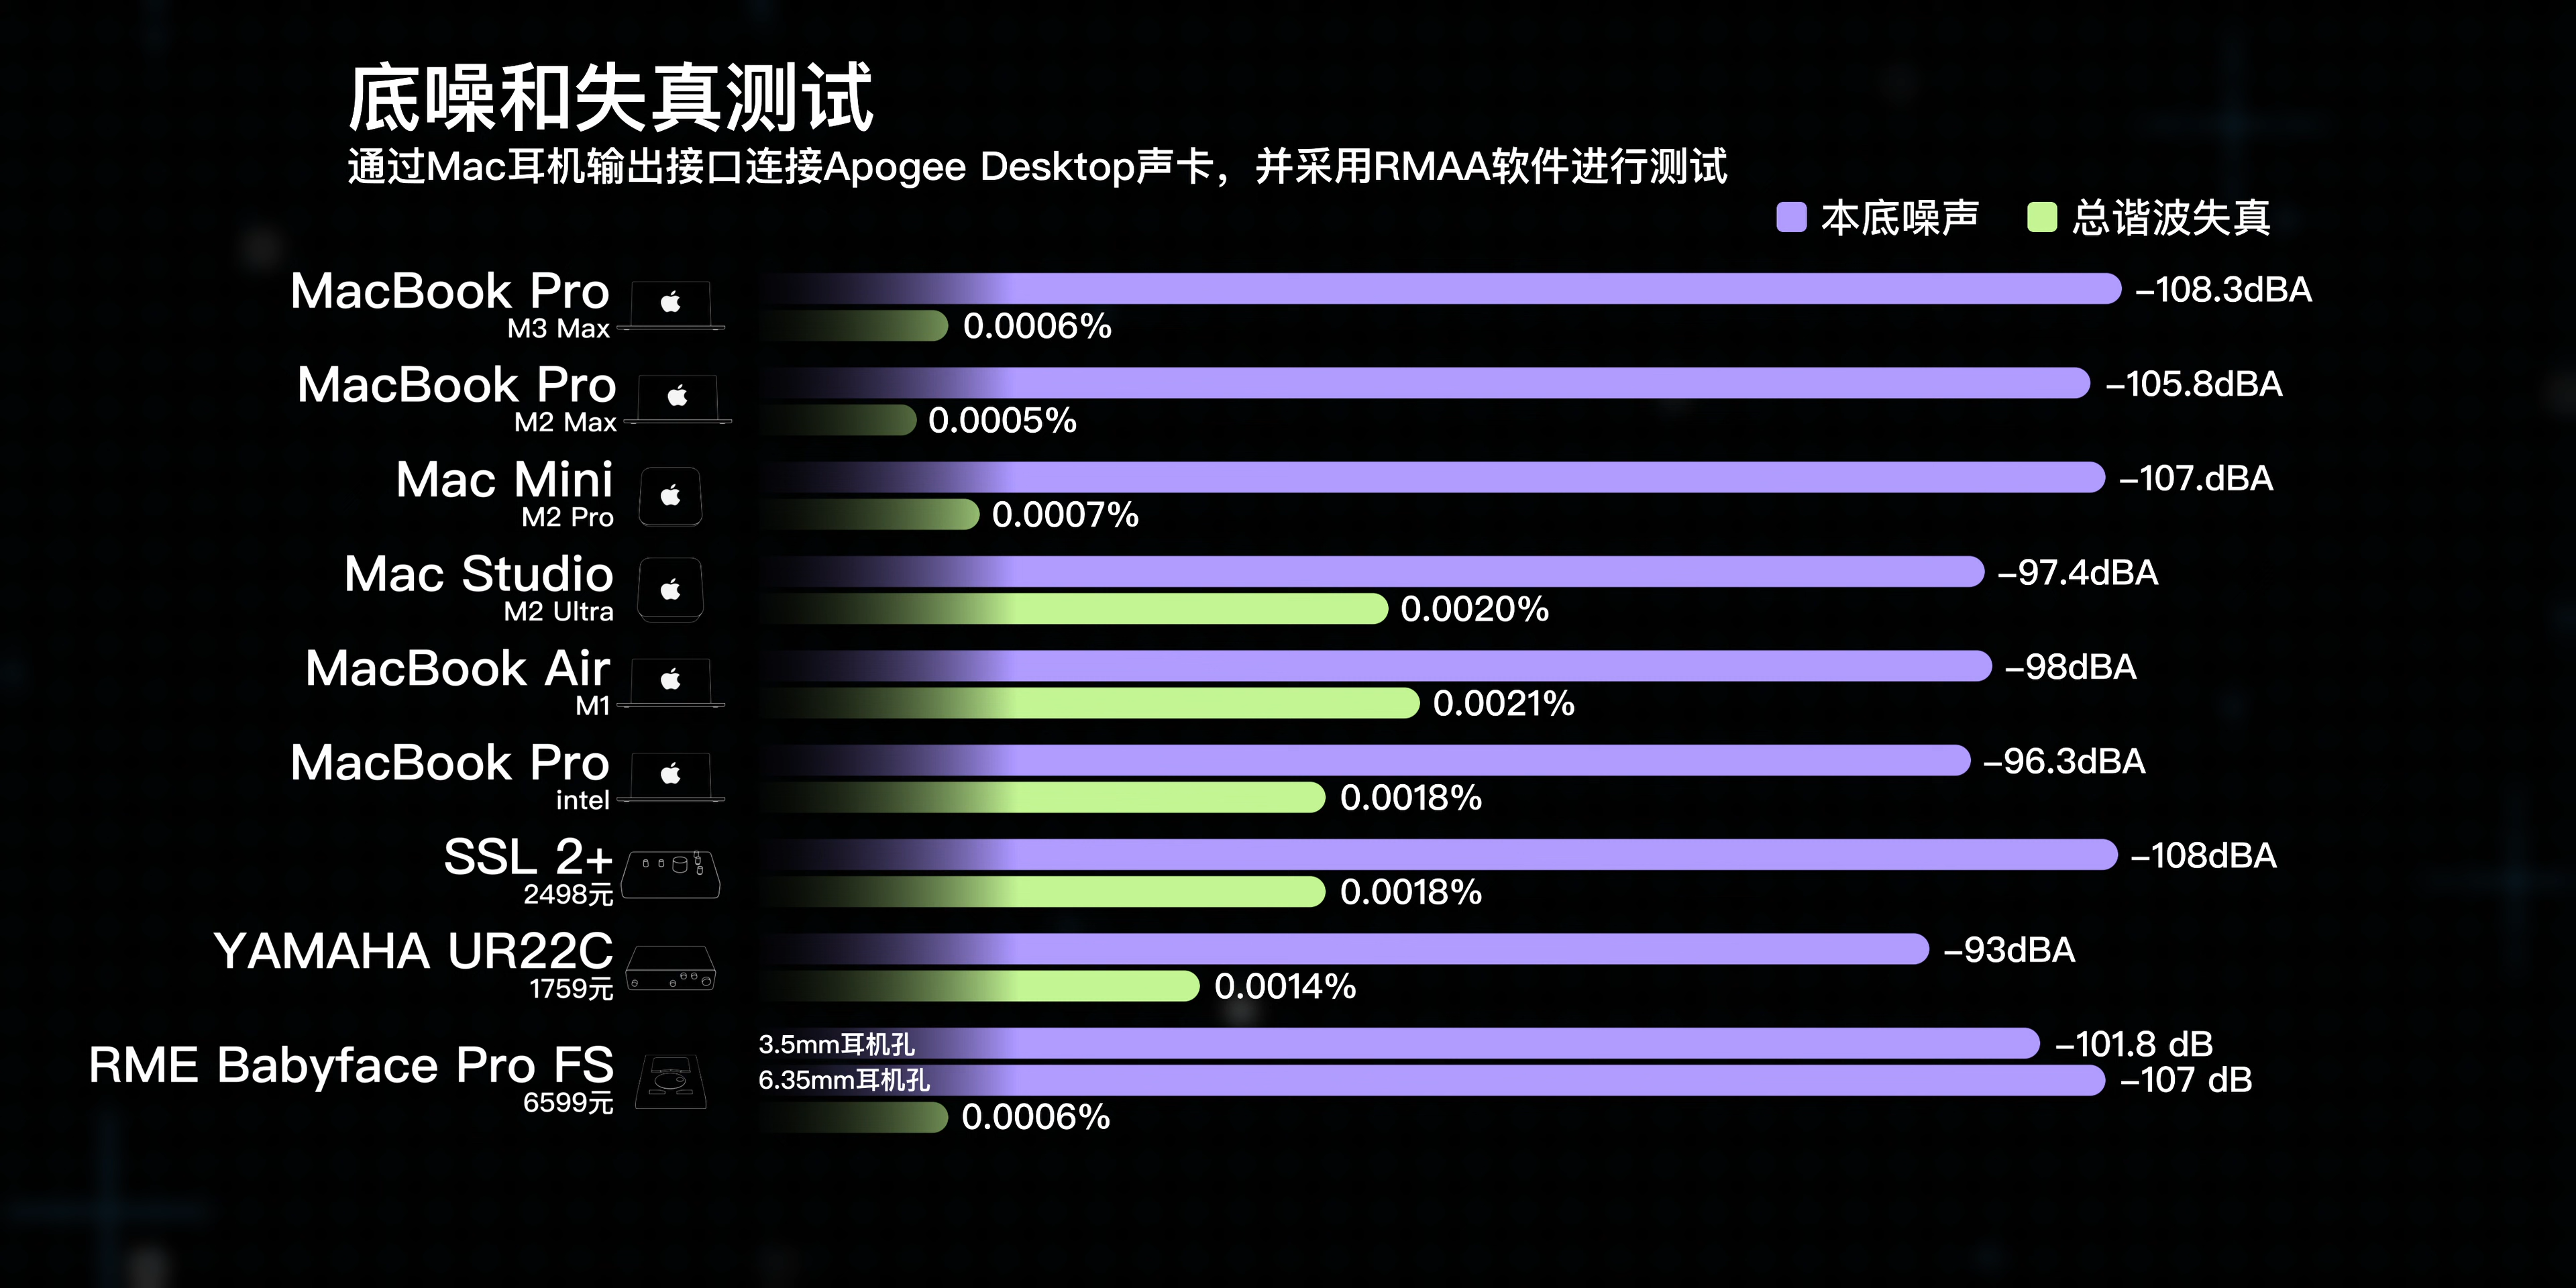 底噪和失真测试
通过Mac耳机输出接口连接Apogee Desktop声卡，并采用RMAA软件进行测试
本底噪声 总谐波失真
MacBook Pro
M3 Max
-108.3dBA
0.0006%
MacBook Pro
M2 Max
-105.8dBA
0.0005%
Mac Mini
M2 Pro
-107.dBA
0.0007%
Mac Studio
M2 Ultra
-97.4dBA
0.0020%
MacBook Air
M1
-98dBA
0.0021%
MacBook Pro
intel
-96.3dBA
0.0018%
SSL 2+
2498元
-108dBA
0.0018%
YAMAHA UR22C
1759元
-93dBA
0.0014%
RME Babyface Pro FS
6599元
3.5mm耳机孔 -101.8 dB
6.35mm耳机孔 -107 dB
0.0006%